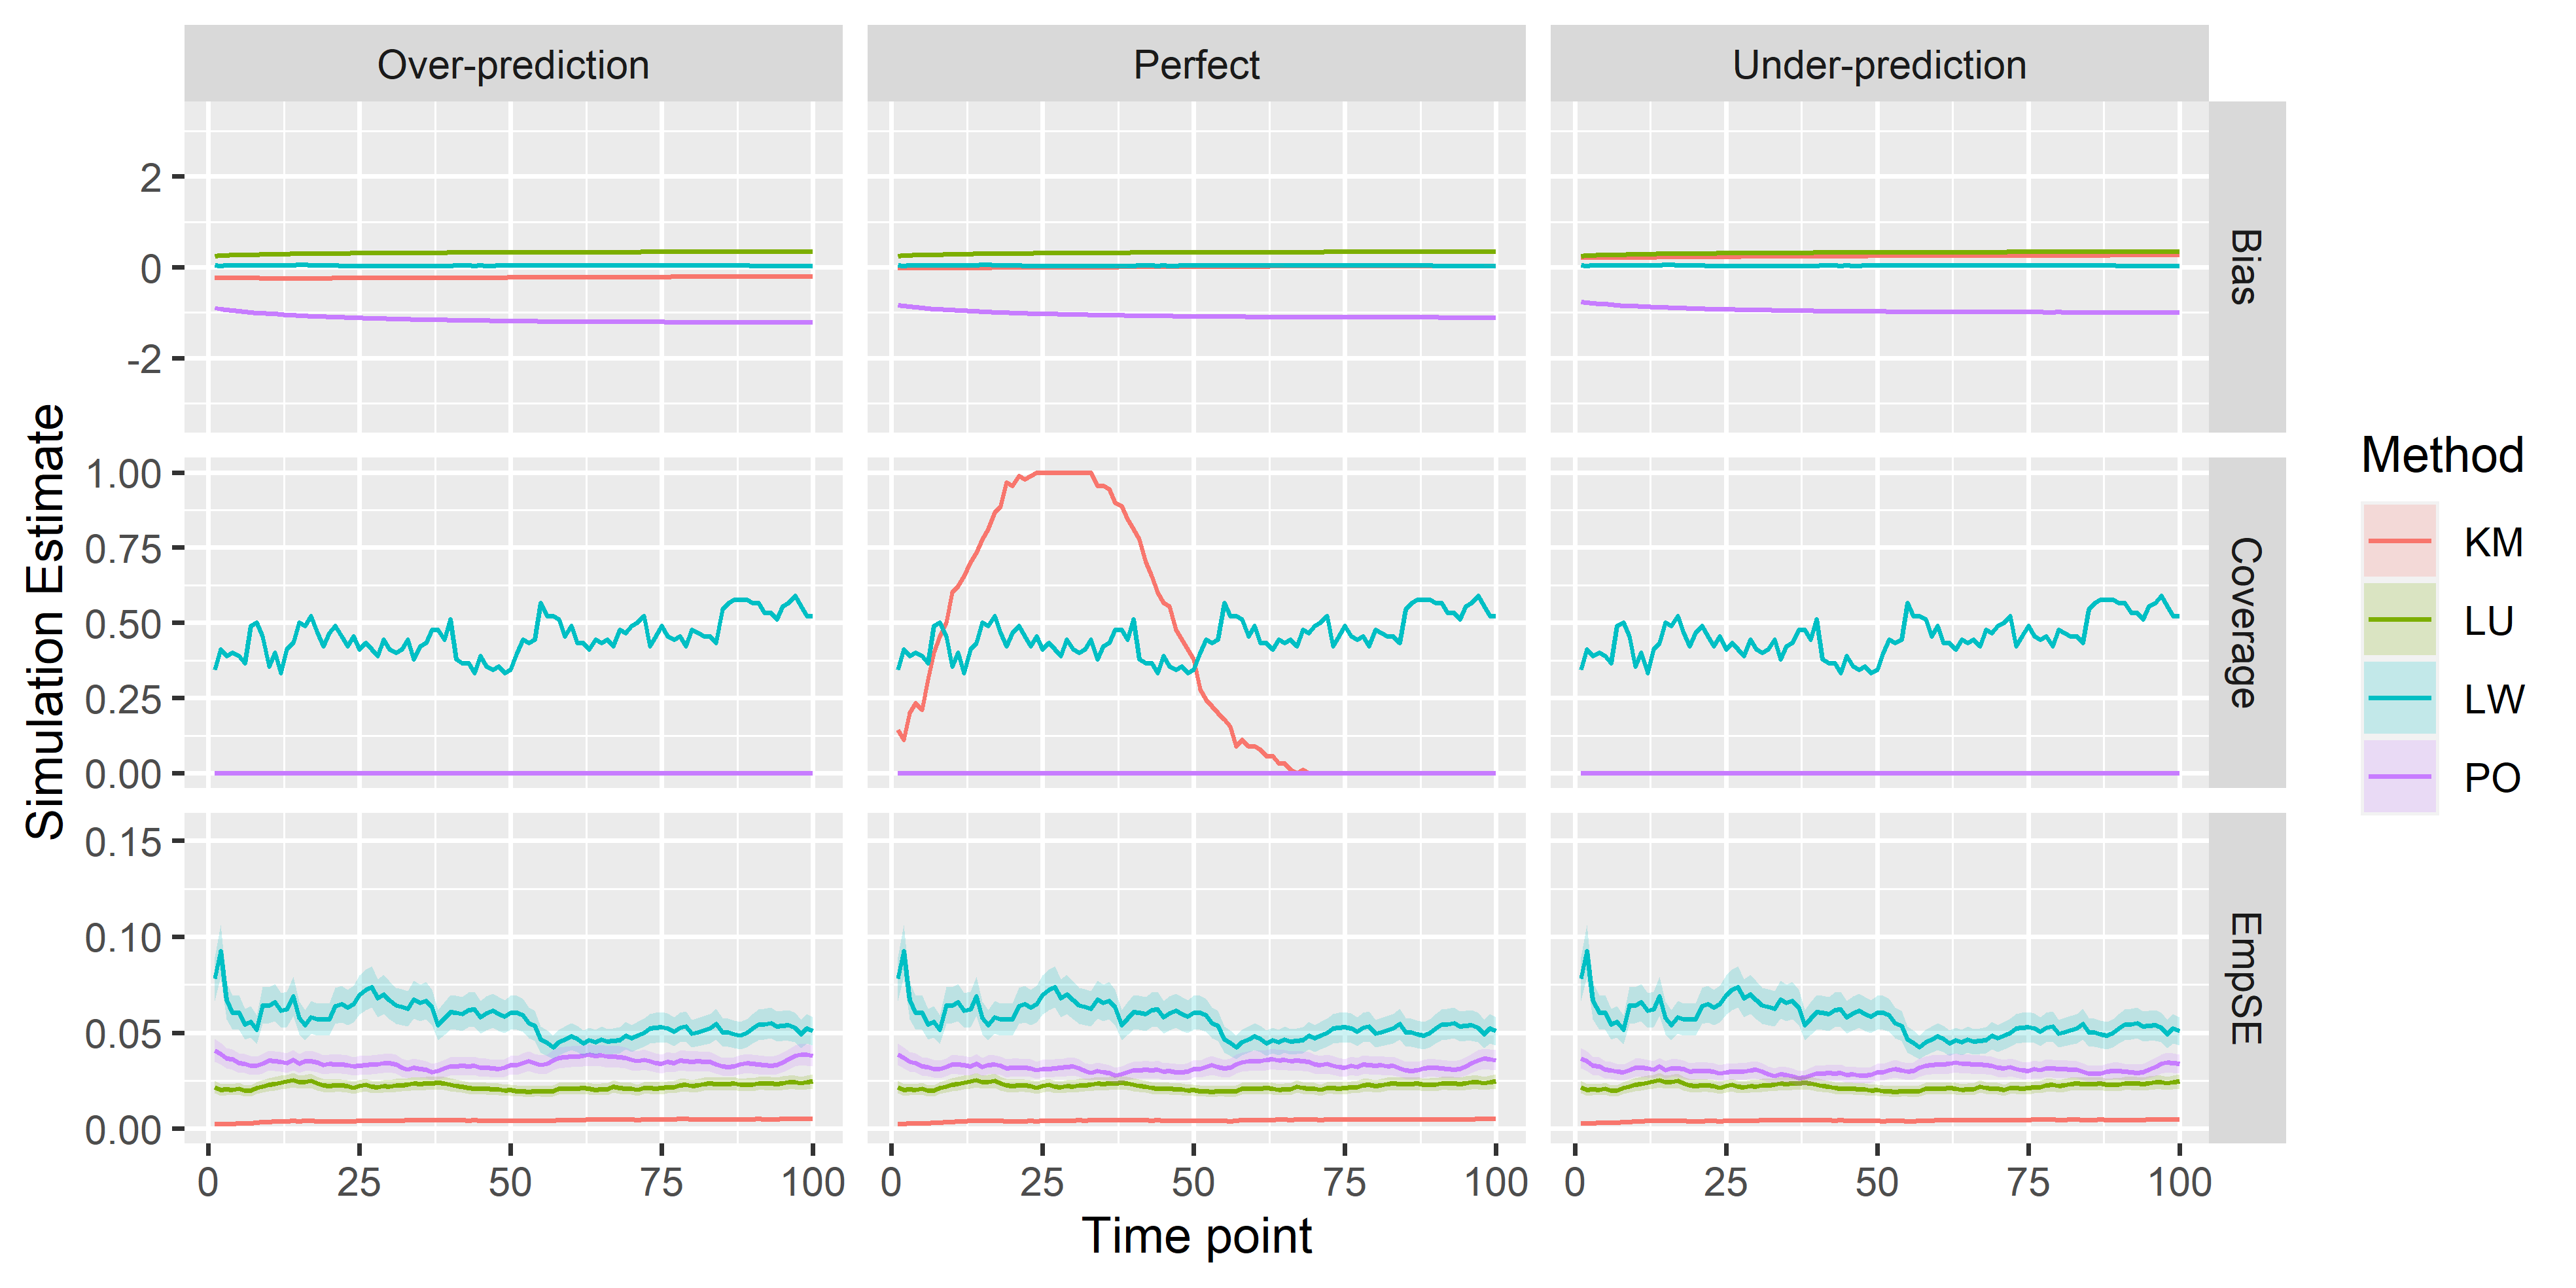 Over-prediction
Perfect
Under-prediction
2
0
-2
Bias
1.00
0.75
0.50
0.25
0.00
Coverage
0.15
0.10
0.05
0.00
EmpSE
0 25 50 75 100
0 25 50 75 100
0 25 50 75 100
Time point
Simulation Estimate
Method
KM
LU
LW
PO